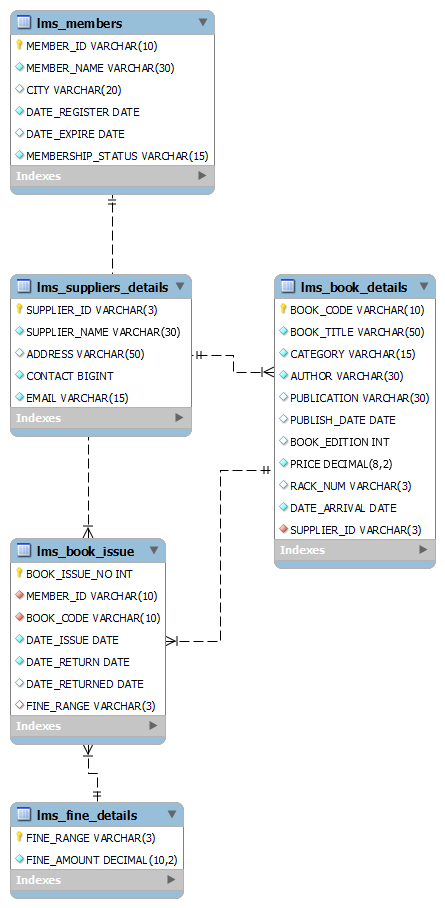 lms_members
MEMBER_ID VARCHAR(10)
MEMBER_NAME VARCHAR(30)
CITY VARCHAR(20)
DATE_REGISTER DATE
DATE_EXPIRE DATE
MEMBERSHIP_STATUS VARCHAR(15)
Indexes
lms_suppliers_details
SUPPLIER_ID VARCHAR(3)
SUPPLIER_NAME VARCHAR(30)
ADDRESS VARCHAR(50)
CONTACT BIGINT
EMAIL VARCHAR(15)
Indexes
lms_book_details
BOOK_CODE VARCHAR(10)
BOOK_TITLE VARCHAR(50)
CATEGORY VARCHAR(15)
AUTHOR VARCHAR(30)
PUBLICATION VARCHAR(30)
PUBLISH_DATE DATE
BOOK_EDITION INT
PRICE DECIMAL(8,2)
RACK_NUM VARCHAR(3)
DATE_ARRIVAL DATE
SUPPLIER_ID VARCHAR(3)
Indexes
lms_book_issue
BOOK_ISSUE_NO INT
MEMBER_ID VARCHAR(10)
BOOK_CODE VARCHAR(10)
DATE_ISSUE DATE
DATE_RETURN DATE
DATE_RETURNED DATE
FINE_RANGE VARCHAR(3)
Indexes
lms_fine_details
FINE_RANGE VARCHAR(3)
FINE_AMOUNT DECIMAL(10,2)
Indexes